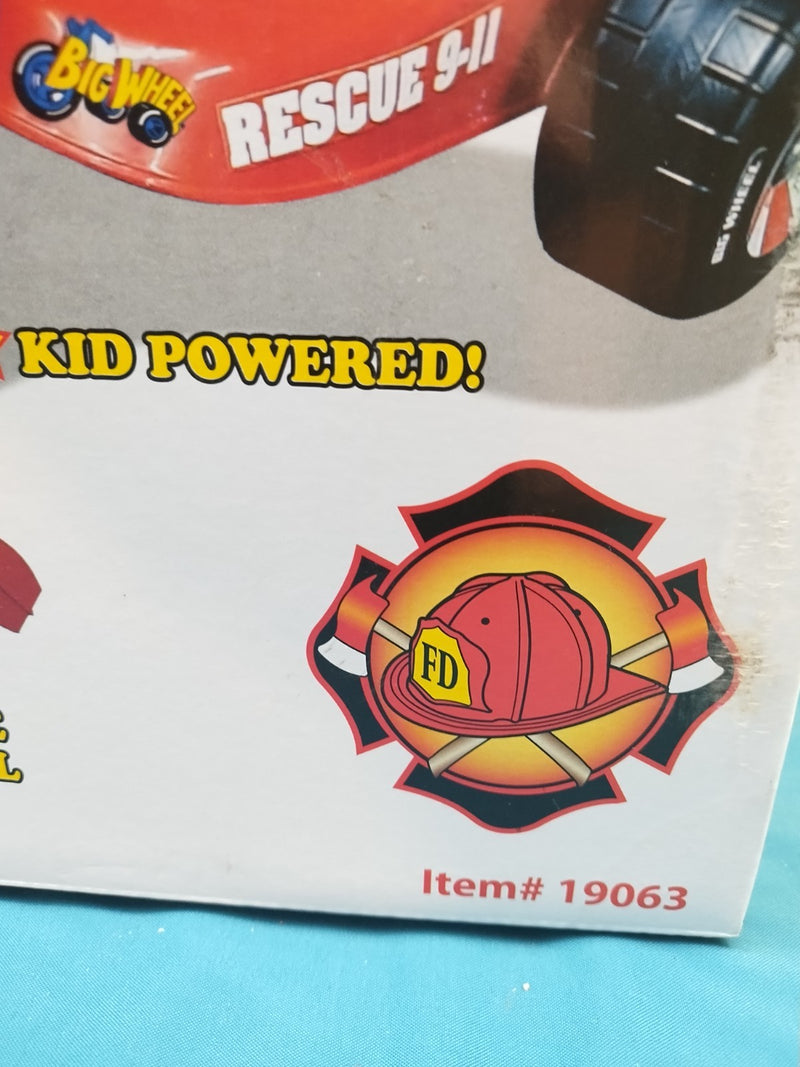 BIG WHEEL
RESCUE 9-11
BIG WHEEL
KID POWERED!
FD
Item# 19063